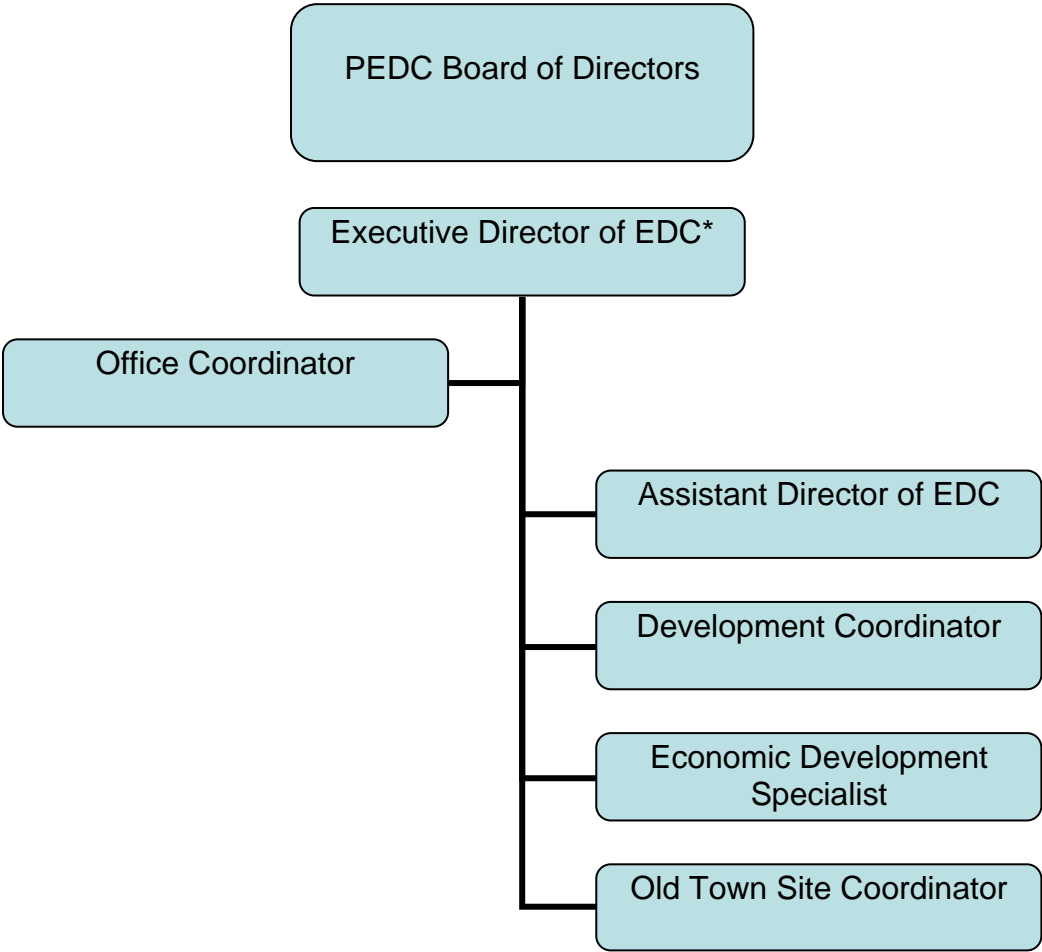 PEDC Board of Directors
Executive Director of EDC*
Office Coordinator
Assistant Director of EDC
Development Coordinator
Economic Development
Specialist
Old Town Site Coordinator